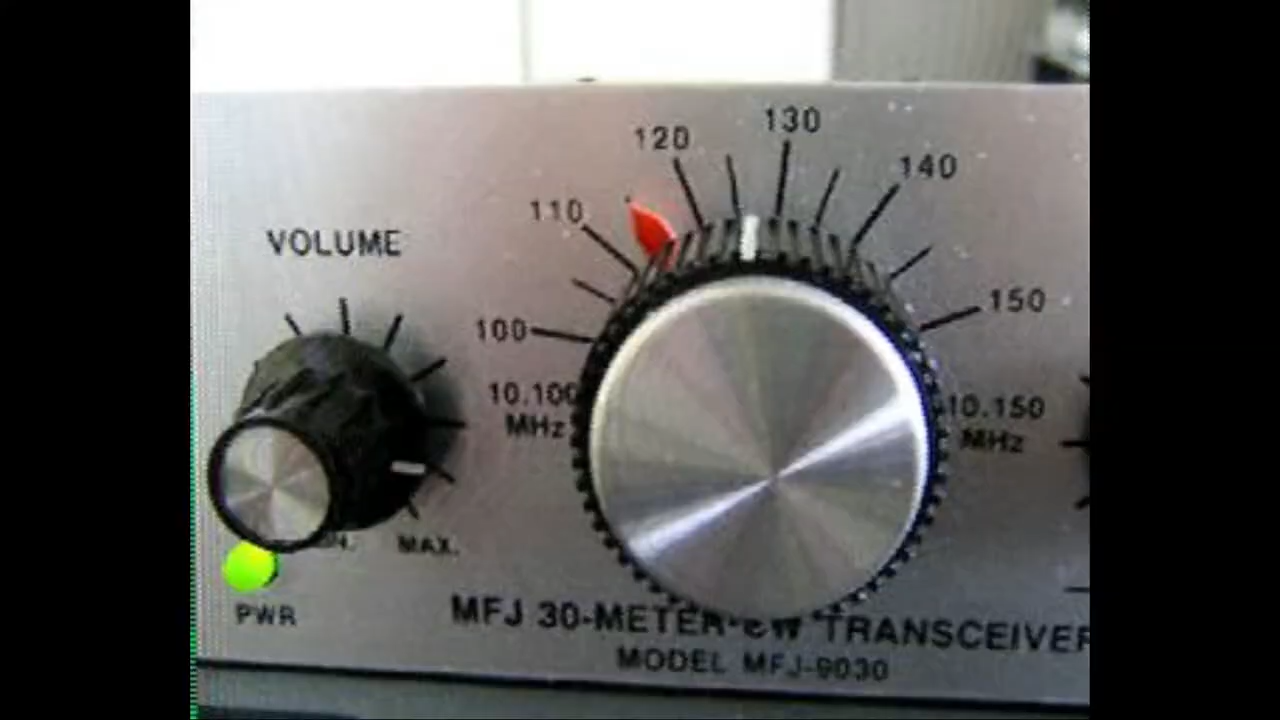 130
120
140
110
VOLUME
150
100
10.100 MHz
10.150 MHz
MAX.
PWR
MFJ 30-METER-CW TRANSCEIVER
MODEL MFJ-9030